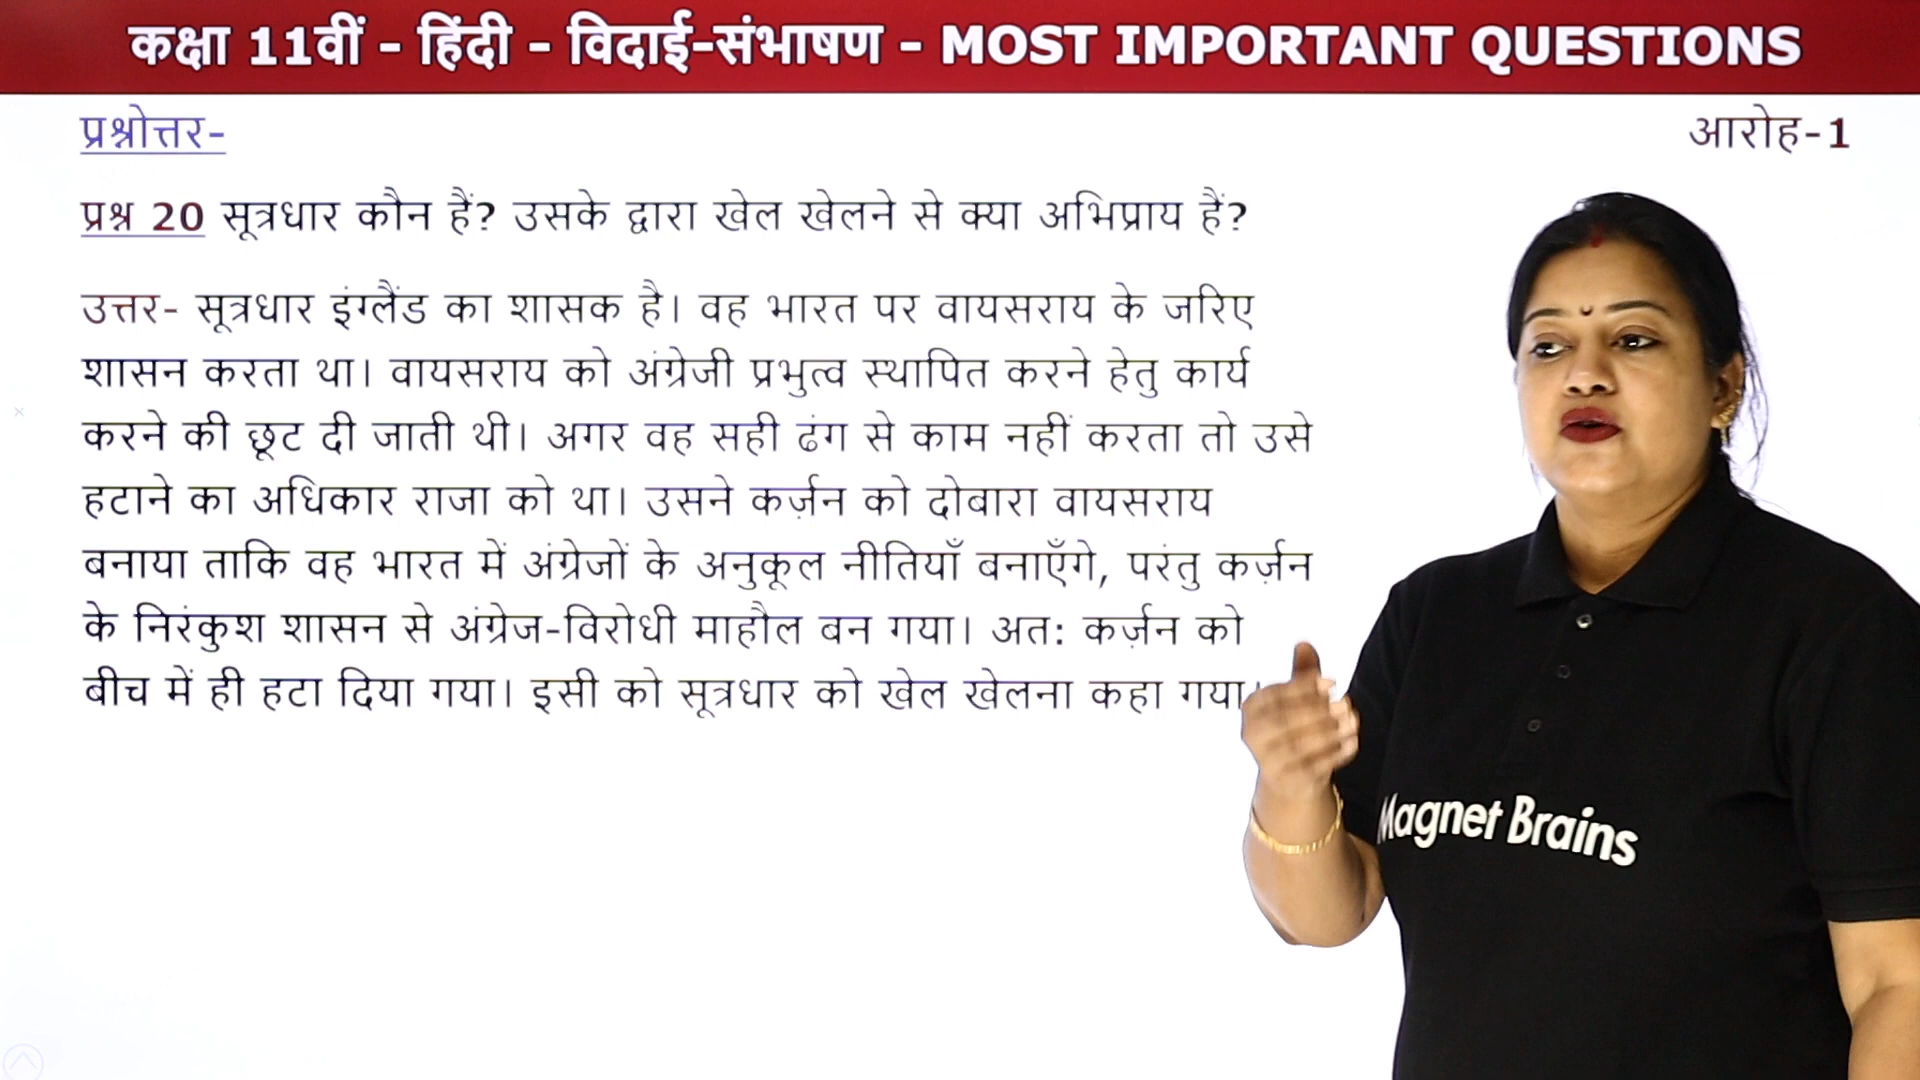 कक्षा 11वीं - हिंदी - विदाई-संभाषण - MOST IMPORTANT QUESTIONS
प्रश्नोत्तर-
आरोह-1
प्रश्न 20 सूत्रधार कौन हैं? उसके द्वारा खेल खेलने से क्या अभिप्राय हैं?
उत्तर- सूत्रधार इंग्लैंड का शासक है। वह भारत पर वायसराय के जरिए
शासन करता था। वायसराय को अंग्रेजी प्रभुत्व स्थापित करने हेतु कार्य
करने की छूट दी जाती थी। अगर वह सही ढंग से काम नहीं करता तो उसे
हटाने का अधिकार राजा को था। उसने कर्ज़न को दोबारा वायसराय
बनाया ताकि वह भारत में अंग्रेजों के अनुकूल नीतियाँ बनाएँगे, परंतु कर्ज़न
के निरंकुश शासन से अंग्रेज-विरोधी माहौल बन गया। अत: कर्ज़न को
बीच में ही हटा दिया गया। इसी को सूत्रधार को खेल खेलना कहा गया।
Magnet Brains